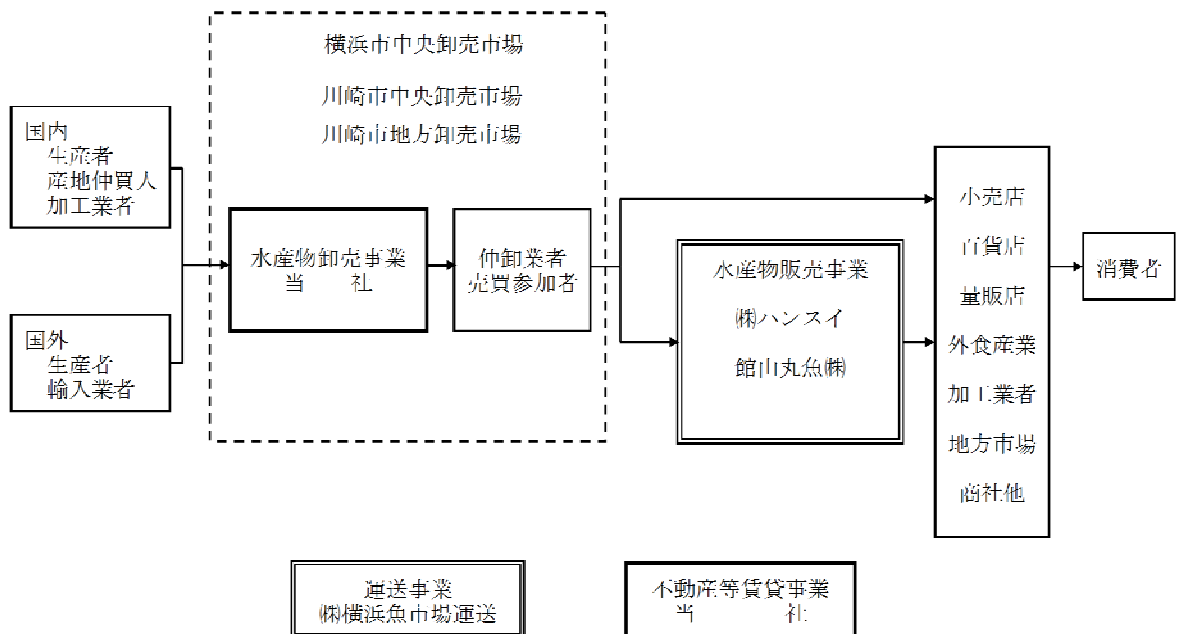 横浜市中央卸売市場
川崎市中央卸売市場
川崎市地方卸売市場
国内
生産者
産地仲買人
加工業者
国外
生産者
輸入業者
水産物卸売事業
当 社
仲卸業者
売買参加者
水産物販売事業
㈱ハンスイ
館山丸魚㈱
小売店
百貨店
量販店
外食産業
加工業者
地方市場
商社他
消費者
運送事業
㈱横浜魚市場運送
不動産等賃貸事業
当 社